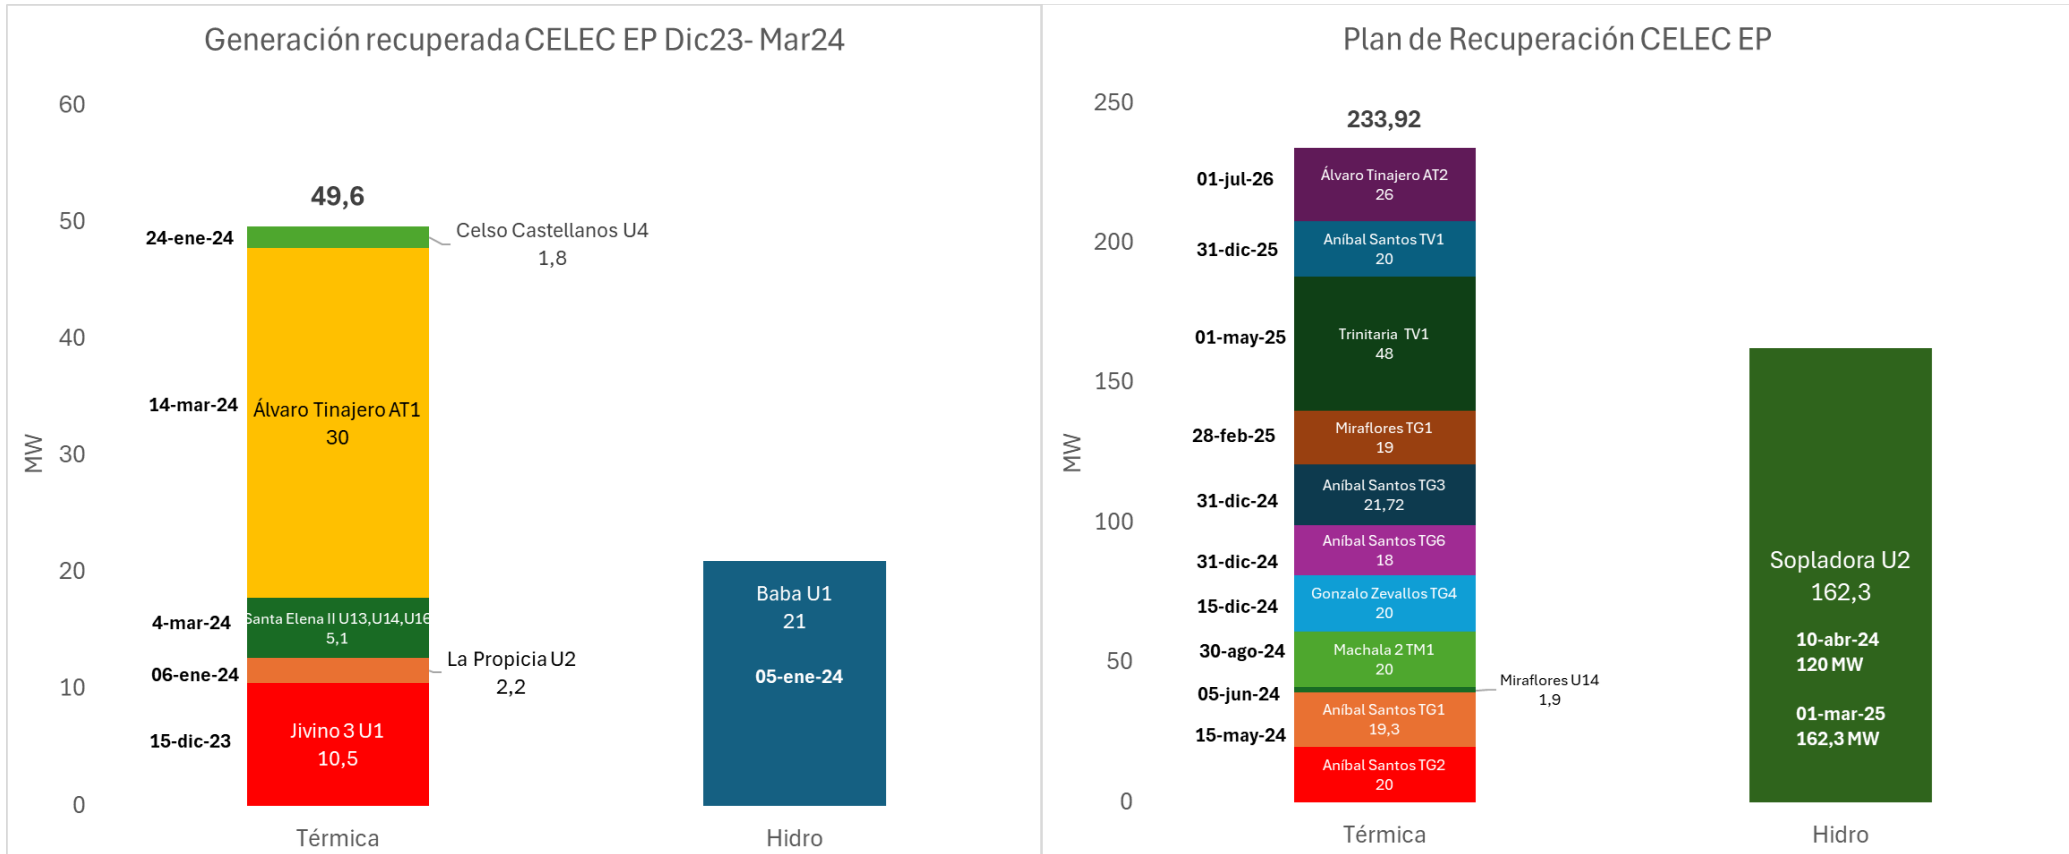 Generación recuperada CELEC EP Dic23- Mar24
60
50
40
30
20
10
0
MW
49,6
24-ene-24
Celso Castellanos U4
1,8
14-mar-24
Álvaro Tinajero AT1
30
4-mar-24
Santa Elena II U13,U14,U16
5,1
06-ene-24
La Propicia U2
2,2
15-dic-23
Jivino 3 U1
10,5
Baba U1
21
05-ene-24
Térmica
Hidro
Plan de Recuperación CELEC EP
250
200
150
100
50
0
MW
233,92
01-jul-26
Álvaro Tinajero AT2
26
31-dic-25
Aníbal Santos TV1
20
01-may-25
Trinitaria TV1
48
28-feb-25
Miraflores TG1
19
31-dic-24
Aníbal Santos TG3
21,72
31-dic-24
Aníbal Santos TG6
18
15-dic-24
Gonzalo Zevallos TG4
20
30-ago-24
Machala 2 TM1
20
05-jun-24
Miraflores U14
1,9
15-may-24
Aníbal Santos TG1
19,3
Aníbal Santos TG2
20
Sopladora U2
162,3
10-abr-24
120 MW
01-mar-25
162,3 MW
Térmica
Hidro